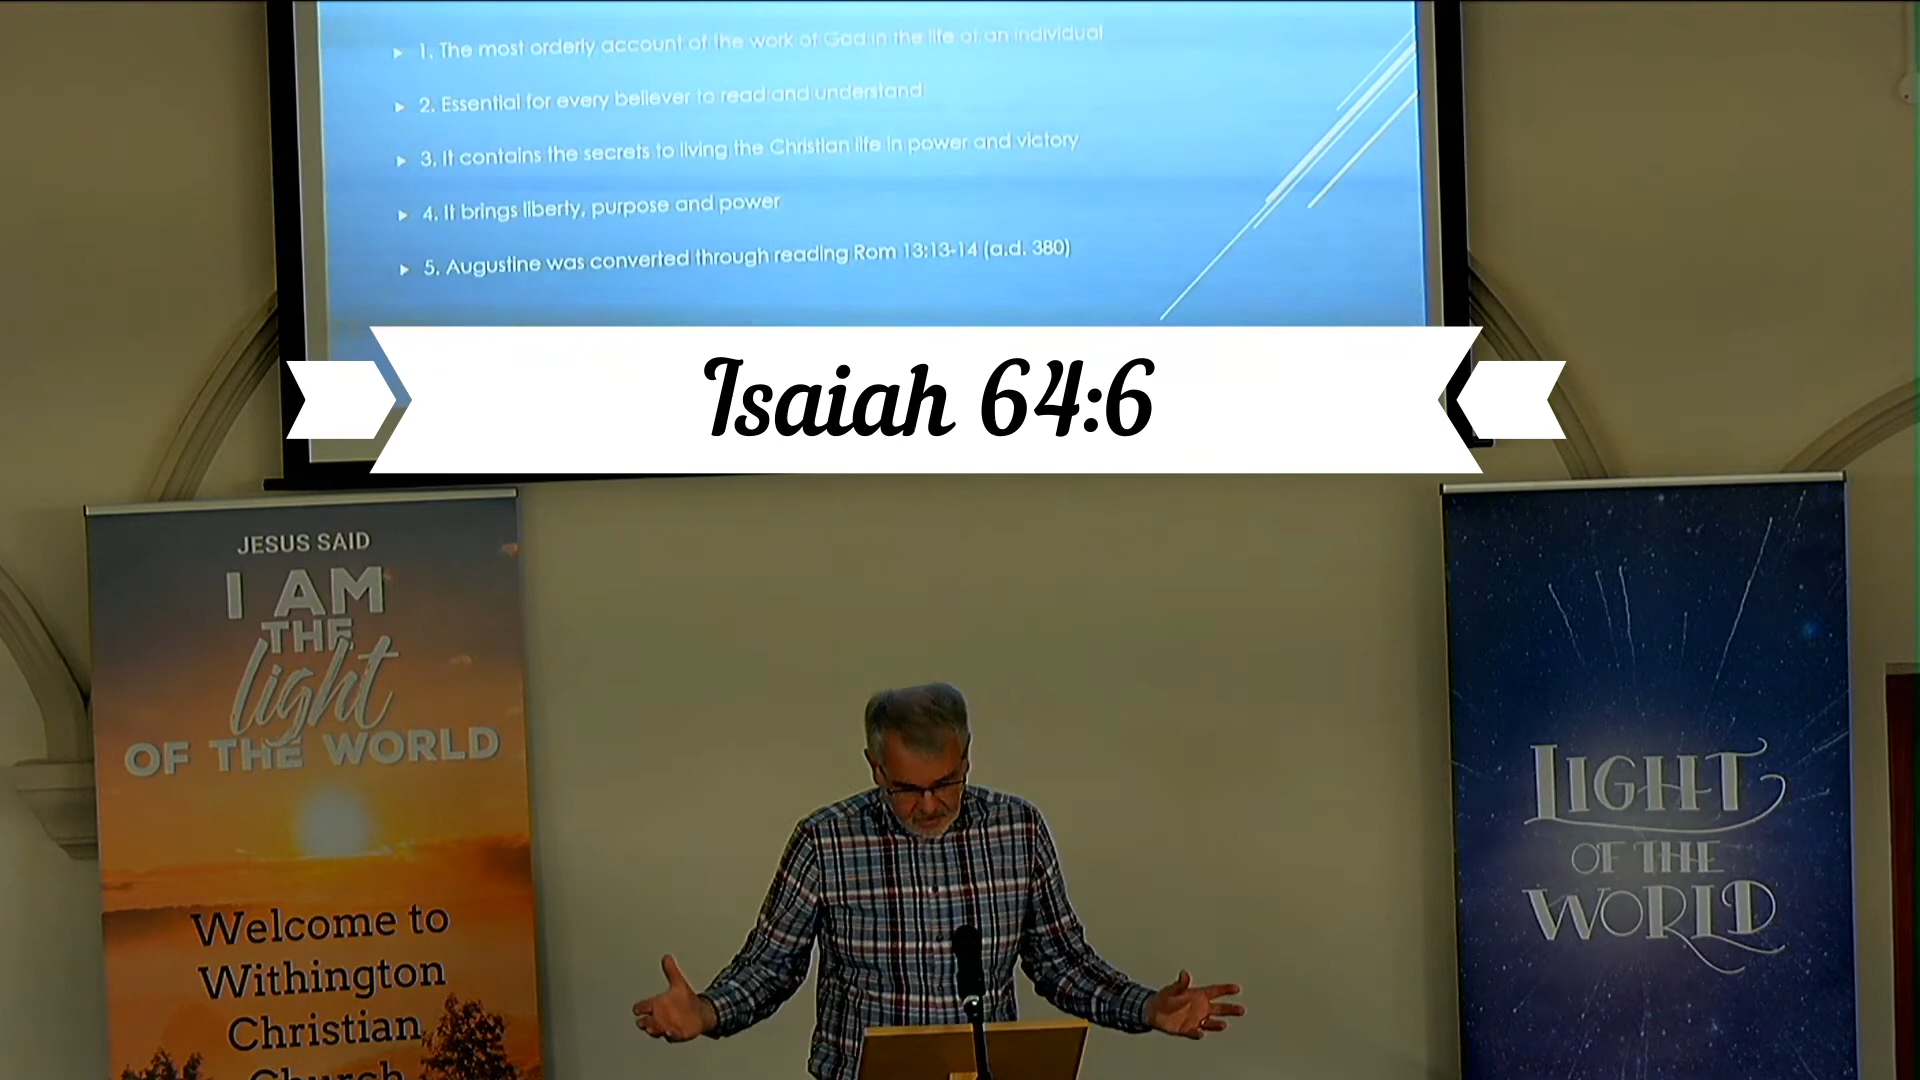 1. The most orderly account of the work of God in the life of an individual
2. Essential for every believer to read and understand
3. It contains the secrets to living the Christian life in power and victory
4. It brings liberty, purpose and power
5. Augustine was converted through reading Rom 13:13-14 (a.d. 380)
Isaiah 64:6
JESUS SAID
I AM
THE
light
OF THE WORLD
Welcome to
Withington
Christian
Church
LIGHT
OF THE
WORLD